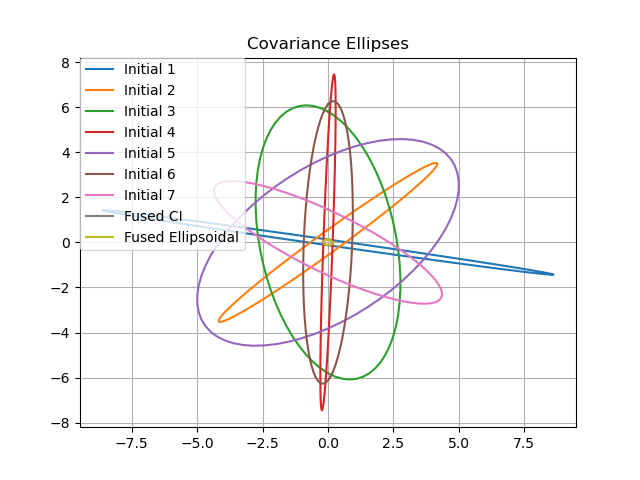 Covariance Ellipses
Initial 1
Initial 2
Initial 3
Initial 4
Initial 5
Initial 6
Initial 7
Fused CI
Fused Ellipsoidal
8
6
4
2
0
−2
−4
−6
−8
−7.5 −5.0 −2.5 0.0 2.5 5.0 7.5